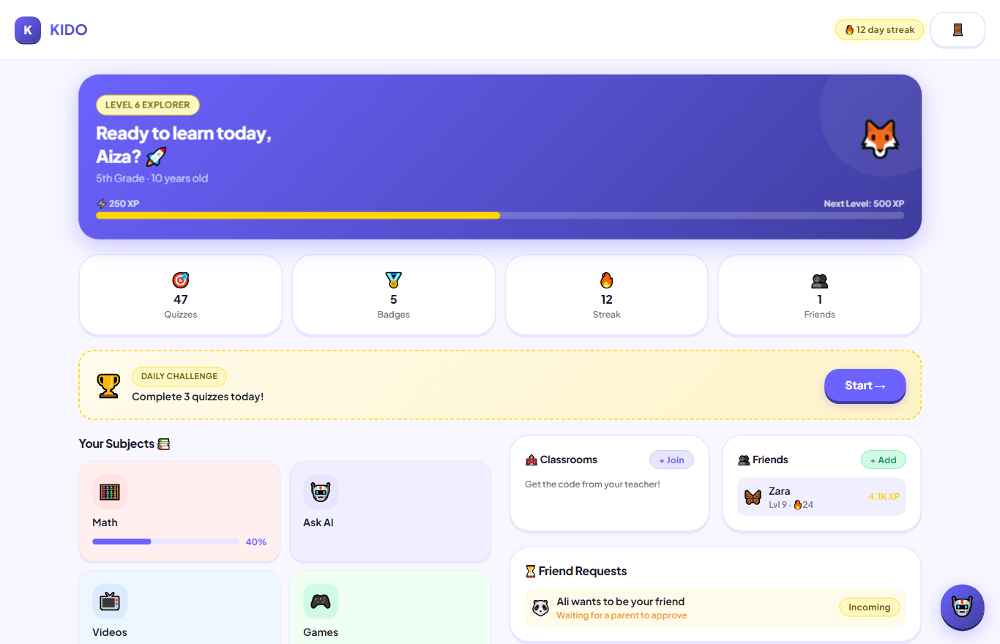 K KIDO
12 day streak
LEVEL 6 EXPLORER
Ready to learn today,
Aiza?
5th Grade · 10 years old
250 XP
Next Level: 500 XP
47
Quizzes
5
Badges
12
Streak
1
Friends
DAILY CHALLENGE
Complete 3 quizzes today!
Start →
Your Subjects
Math
40%
Ask AI
Videos
Games
Classrooms
+ Join
Get the code from your teacher!
Friends
+ Add
Zara
Lvl 9 · 24
4.1K XP
Friend Requests
Ali wants to be your friend
Waiting for a parent to approve
Incoming